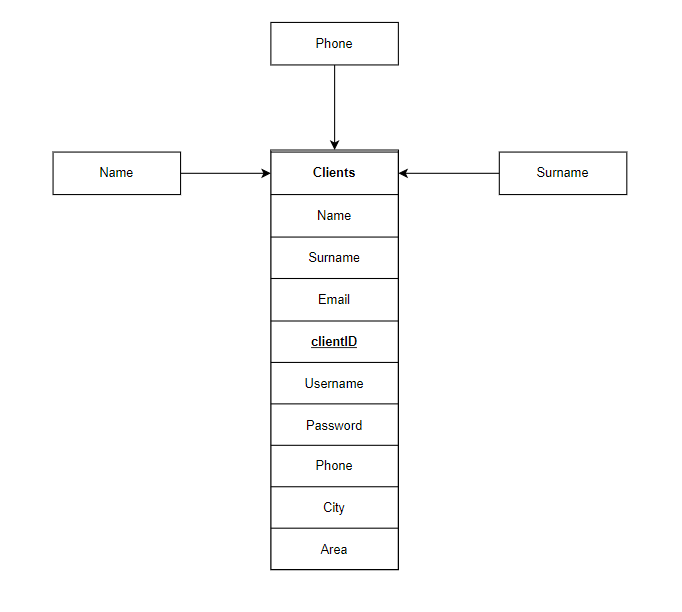 Phone
Name
Clients
Surname
Name
Surname
Email
clientID
Username
Password
Phone
City
Area